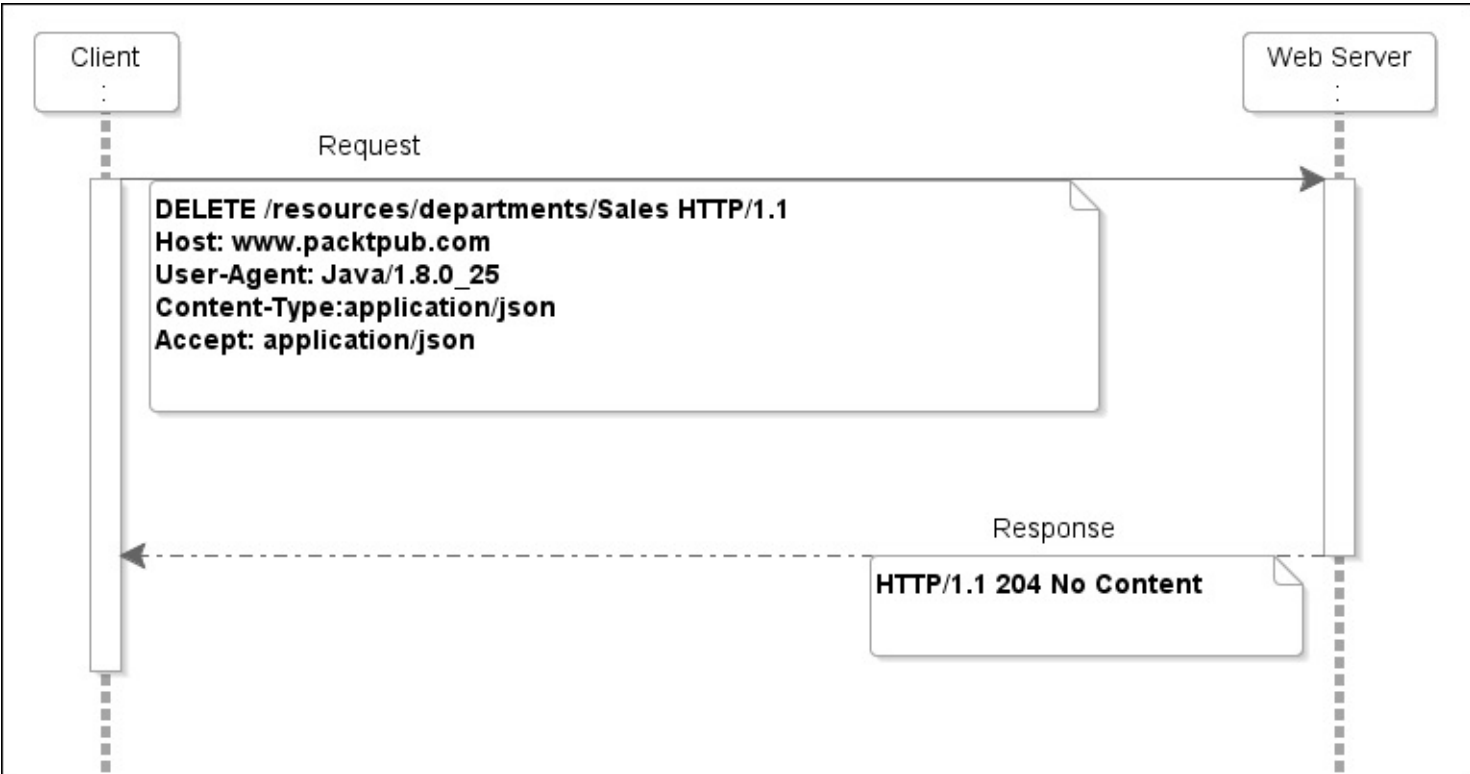 Client
:
Web Server
:
Request
DELETE /resources/departments/Sales HTTP/1.1
Host: www.packtpub.com
User-Agent: Java/1.8.0_25
Content-Type:application/json
Accept: application/json
Response
HTTP/1.1 204 No Content